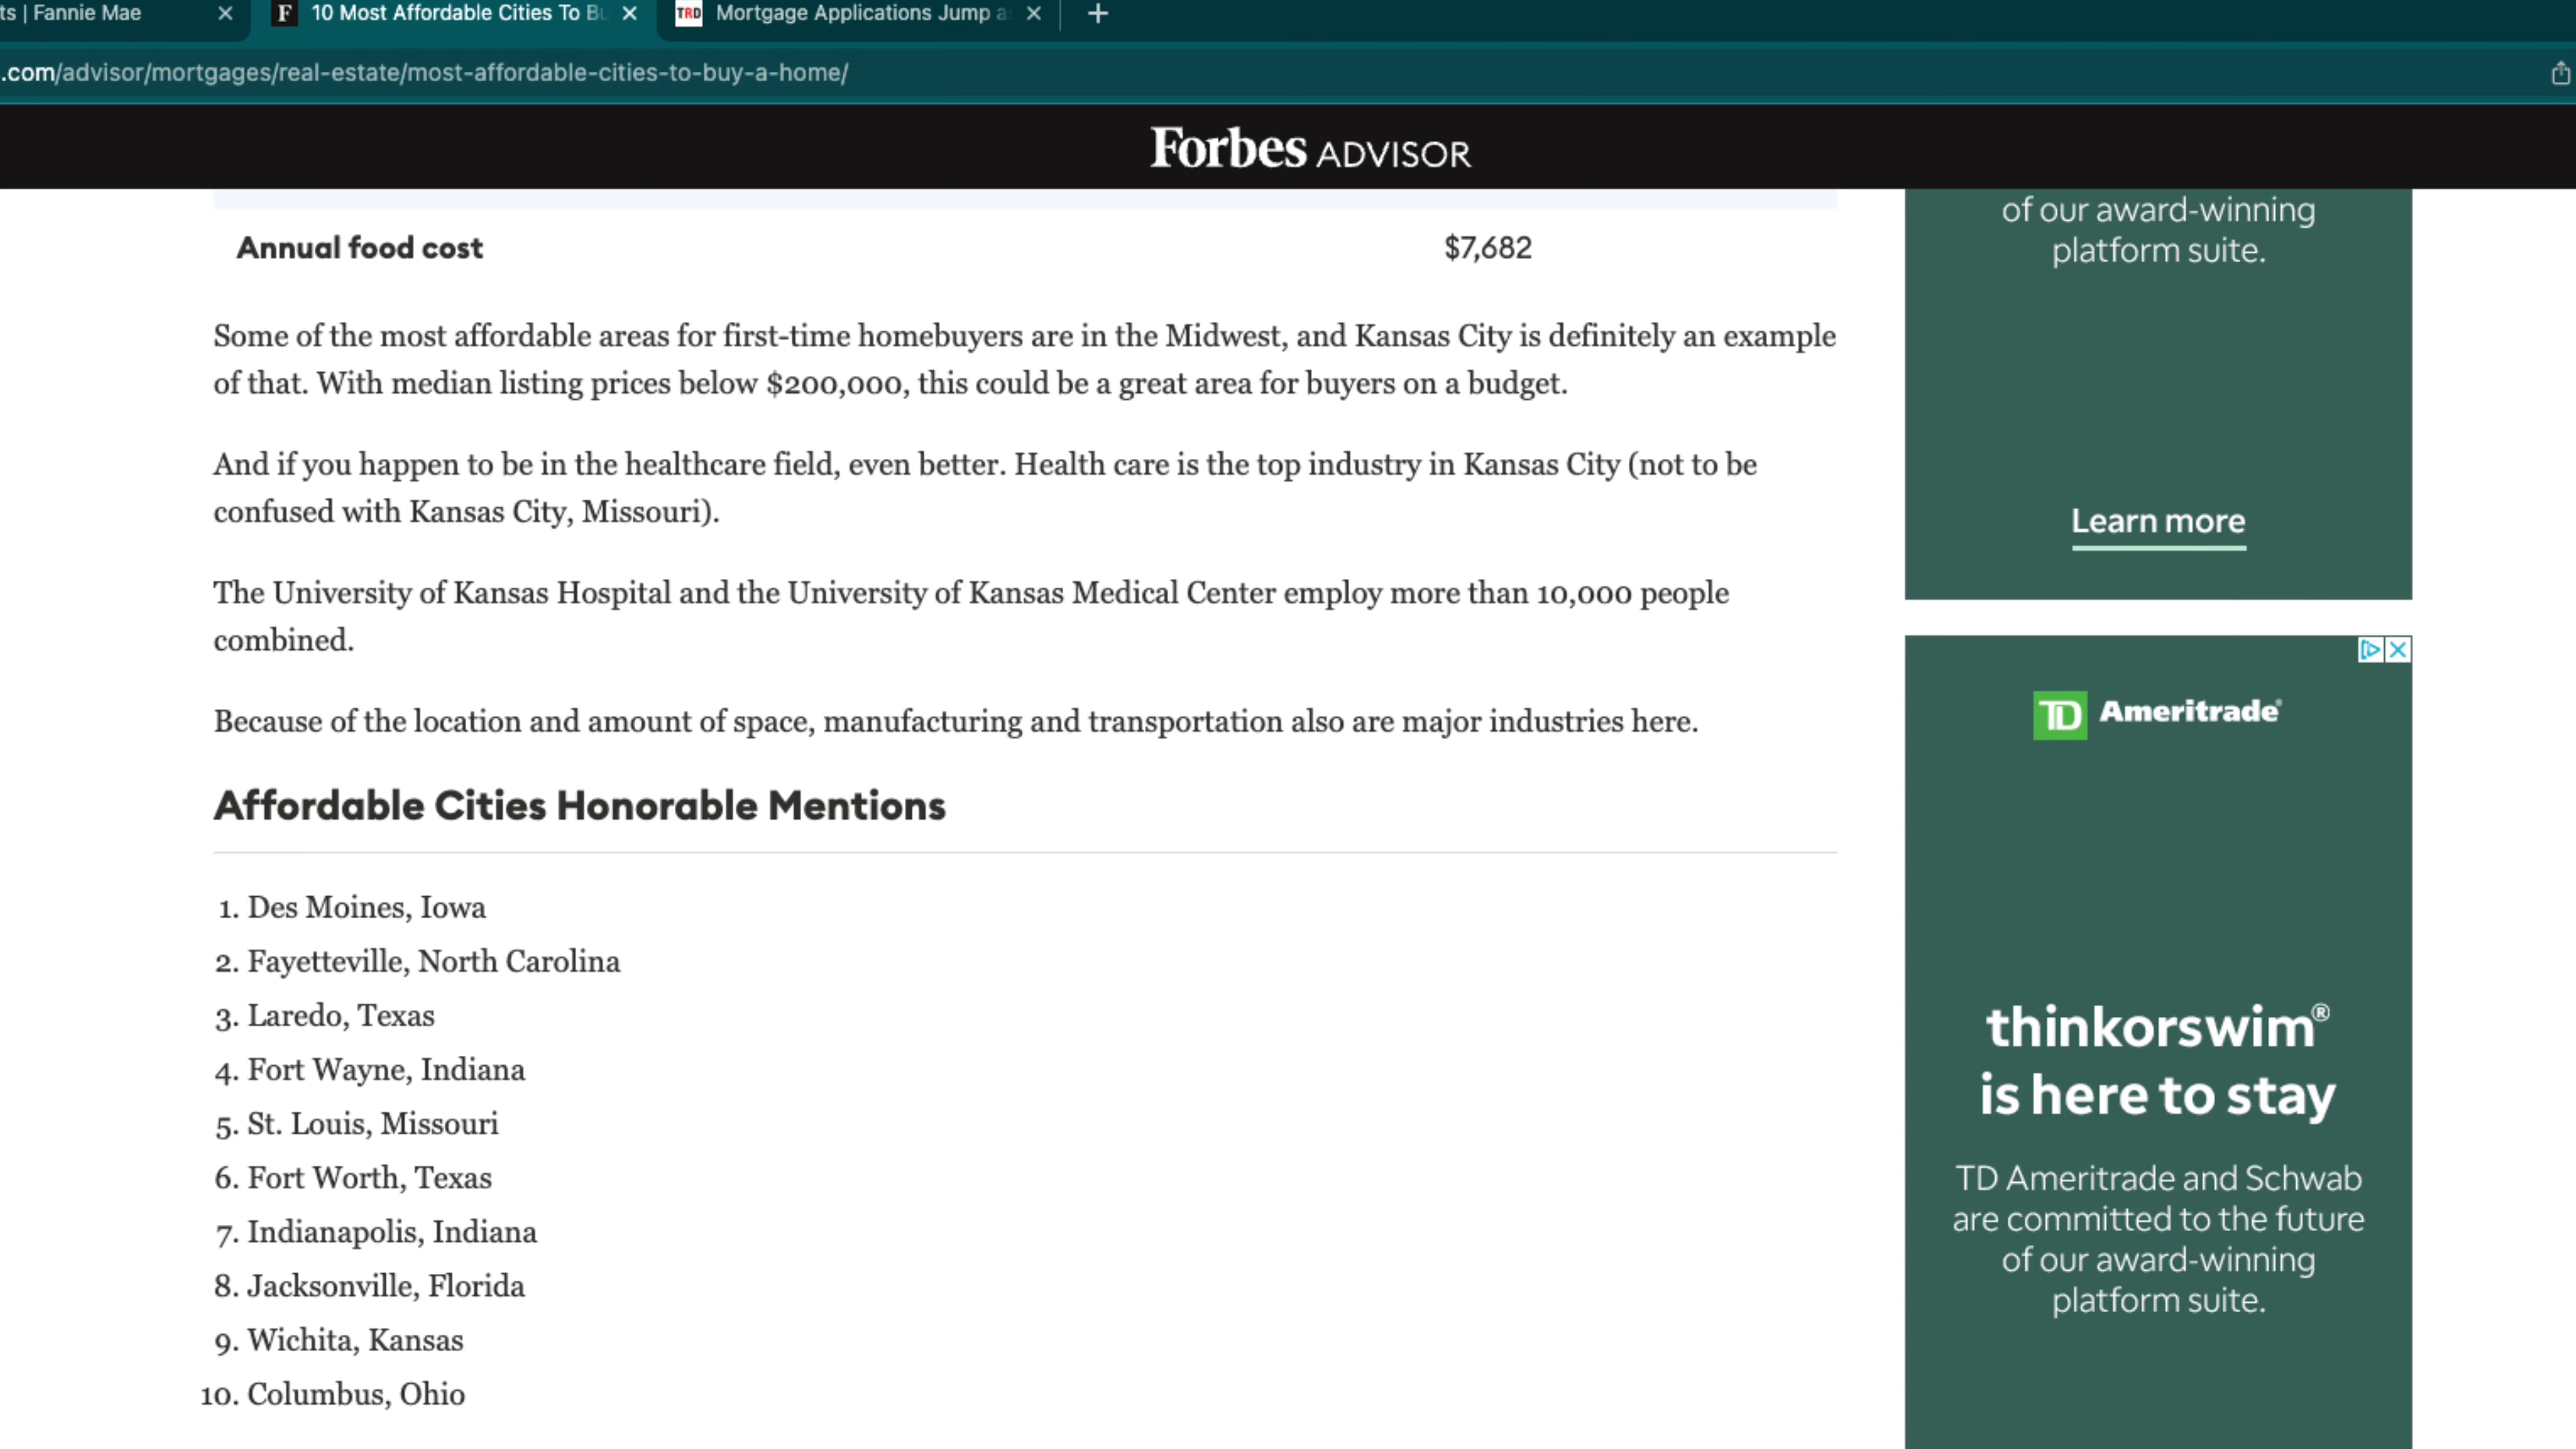 ts | Fannie Mae
F 10 Most Affordable Cities To Bu
TRD Mortgage Applications Jump a
.com/advisor/mortgages/real-estate/most-affordable-cities-to-buy-a-home/
Forbes ADVISOR
Annual food cost $7,682
Some of the most affordable areas for first-time homebuyers are in the Midwest, and Kansas City is definitely an example
of that. With median listing prices below $200,000, this could be a great area for buyers on a budget.
And if you happen to be in the healthcare field, even better. Health care is the top industry in Kansas City (not to be
confused with Kansas City, Missouri).
The University of Kansas Hospital and the University of Kansas Medical Center employ more than 10,000 people
combined.
Because of the location and amount of space, manufacturing and transportation also are major industries here.
Affordable Cities Honorable Mentions
1. Des Moines, Iowa
2. Fayetteville, North Carolina
3. Laredo, Texas
4. Fort Wayne, Indiana
5. St. Louis, Missouri
6. Fort Worth, Texas
7. Indianapolis, Indiana
8. Jacksonville, Florida
9. Wichita, Kansas
10. Columbus, Ohio
of our award-winning
platform suite.
Learn more
TD Ameritrade®
thinkorswim®
is here to stay
TD Ameritrade and Schwab
are committed to the future
of our award-winning
platform suite.